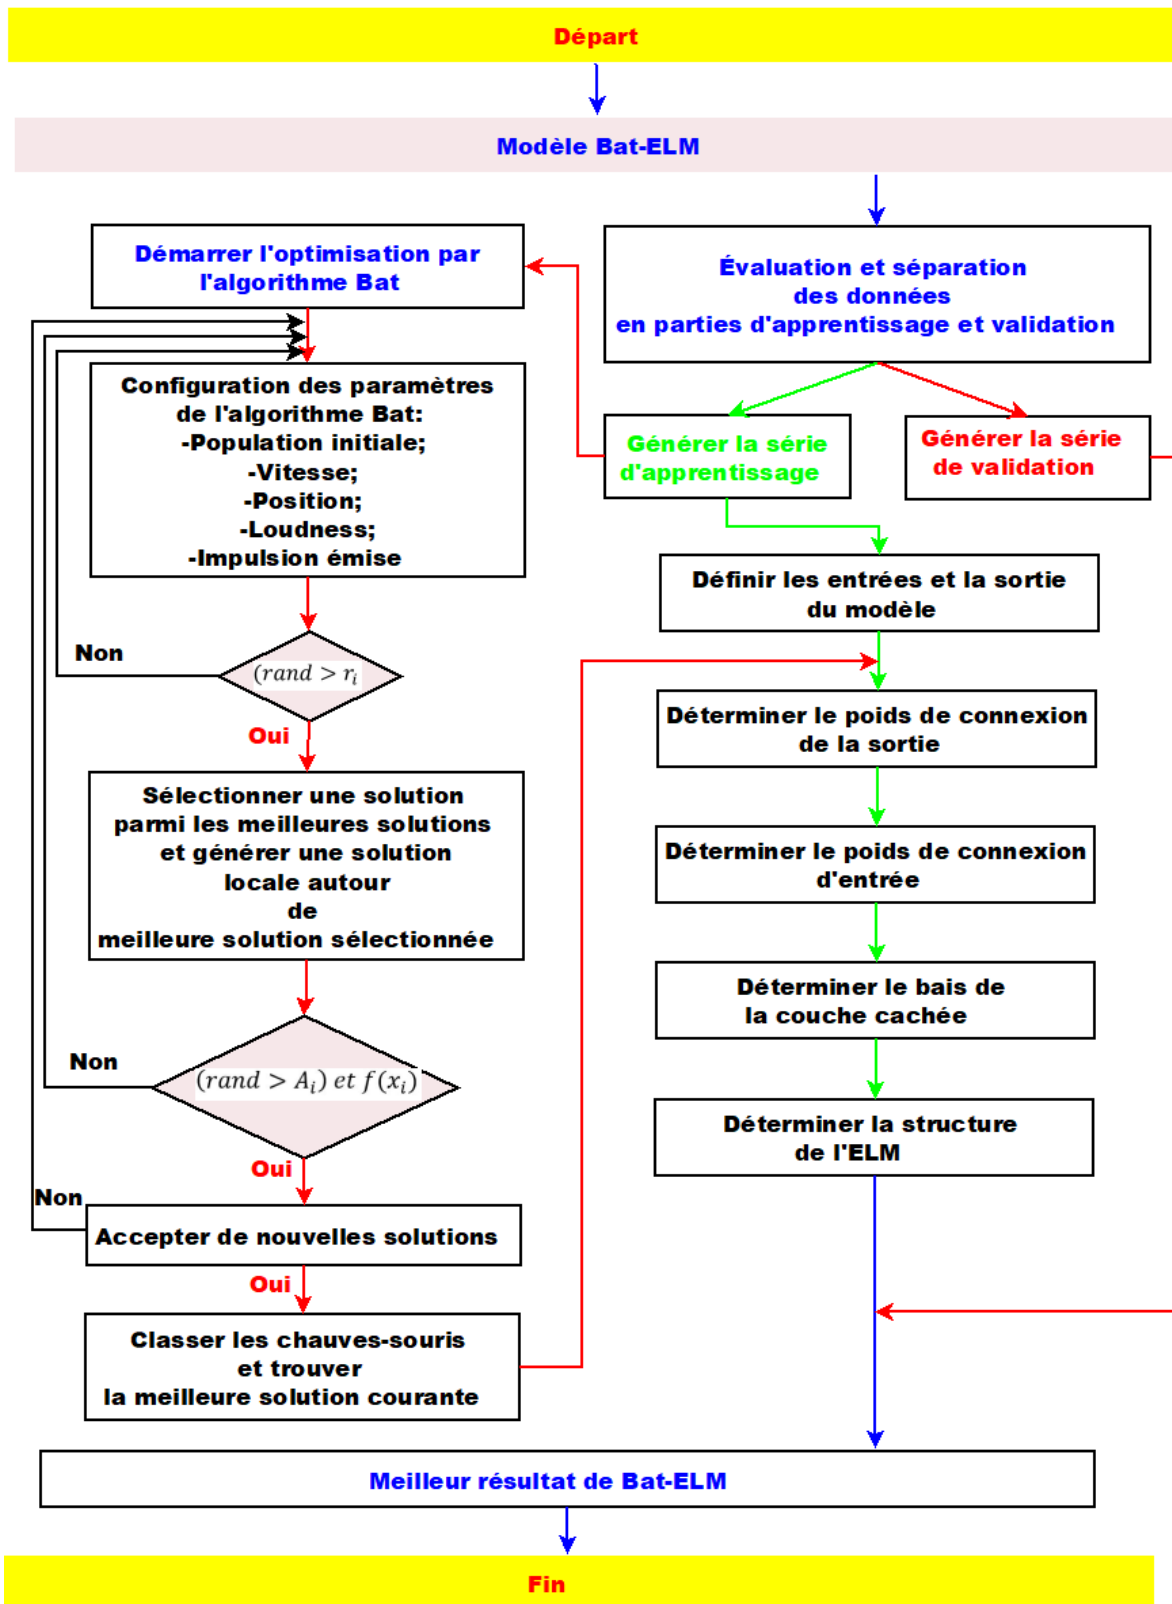 Départ
Modèle Bat-ELM
Démarrer l'optimisation par
l'algorithme Bat
Évaluation et séparation
des données
en parties d'apprentissage et validation
Configuration des paramètres
de l'algorithme Bat:
-Population initiale;
-Vitesse;
-Position;
-Loudness;
-Impulsion émise
Générer la série
d'apprentissage
Générer la série
de validation
Définir les entrées et la sortie
du modèle
Non
(rand > r_i
Oui
Déterminer le poids de connexion
de la sortie
Sélectionner une solution
parmi les meilleures solutions
et générer une solution
locale autour
de
meilleure solution sélectionnée
Déterminer le poids de connexion
d'entrée
Déterminer le bais de
la couche cachée
Non
(rand > A_i) et f(x_i)
Oui
Déterminer la structure
de l'ELM
Non
Accepter de nouvelles solutions
Oui
Classer les chauves-souris
et trouver
la meilleure solution courante
Meilleur résultat de Bat-ELM
Fin